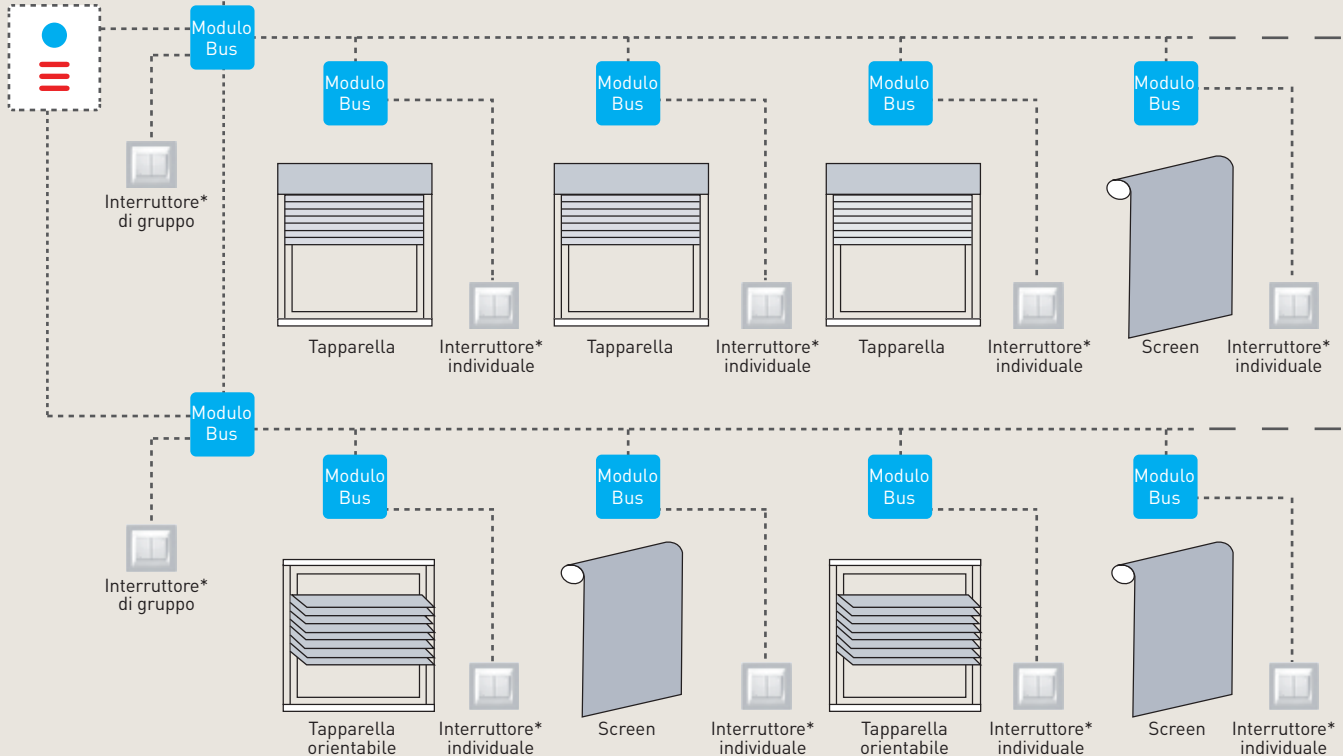 Modulo
Bus
Modulo
Bus
Modulo
Bus
Modulo
Bus
Modulo
Bus
Interruttore*
di gruppo
Tapparella
Interruttore*
individuale
Tapparella
Interruttore*
individuale
Tapparella
Interruttore*
individuale
Screen
Interruttore*
individuale
Modulo
Bus
Modulo
Bus
Modulo
Bus
Modulo
Bus
Modulo
Bus
Interruttore*
di gruppo
Tapparella
orientabile
Interruttore*
individuale
Screen
Interruttore*
individuale
Tapparella
orientabile
Interruttore*
individuale
Screen
Interruttore*
individuale